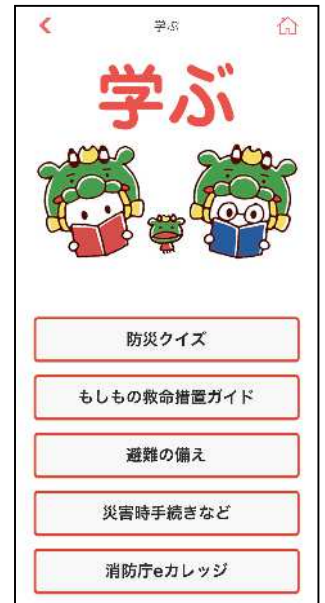 学ぶ
学ぶ
防災クイズ
もしもの救命措置ガイド
避難の備え
災害時手続きなど
消防庁eカレッジ